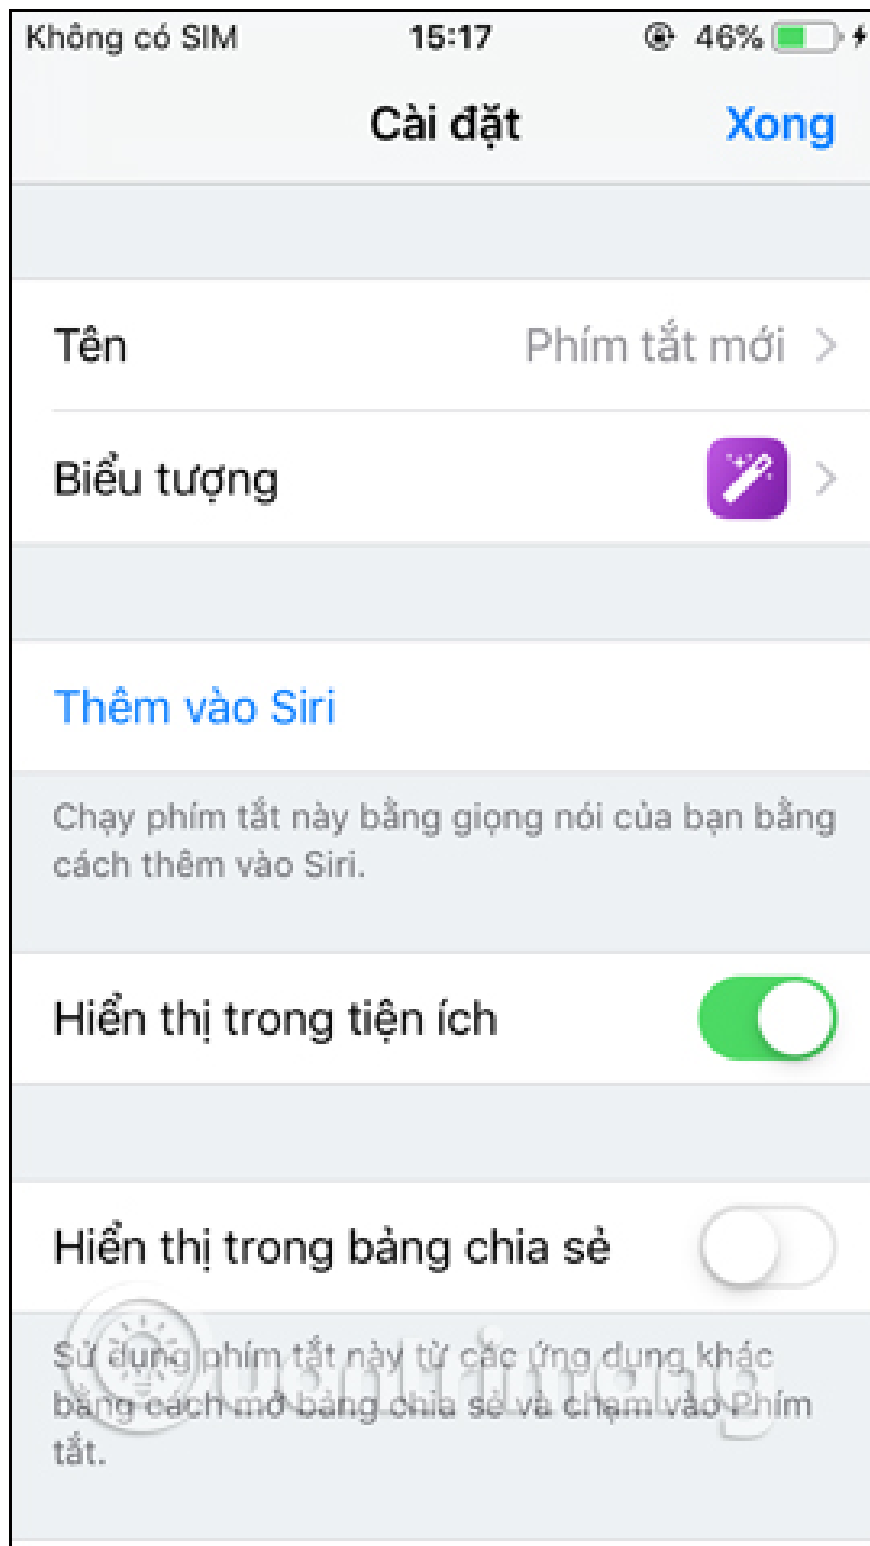 Không có SIM 15:17 46%
Cài đặt Xong
Tên Phím tắt mới
Biểu tượng
Thêm vào Siri
Chạy phím tắt này bằng giọng nói của bạn bằng
cách thêm vào Siri.
Hiển thị trong tiện ích
Hiển thị trong bảng chia sẻ
Sử dụng phím tắt này từ các ứng dụng khác
bằng cách mở bảng chia sẻ và chạm vào Phím
tắt.
uantrimang